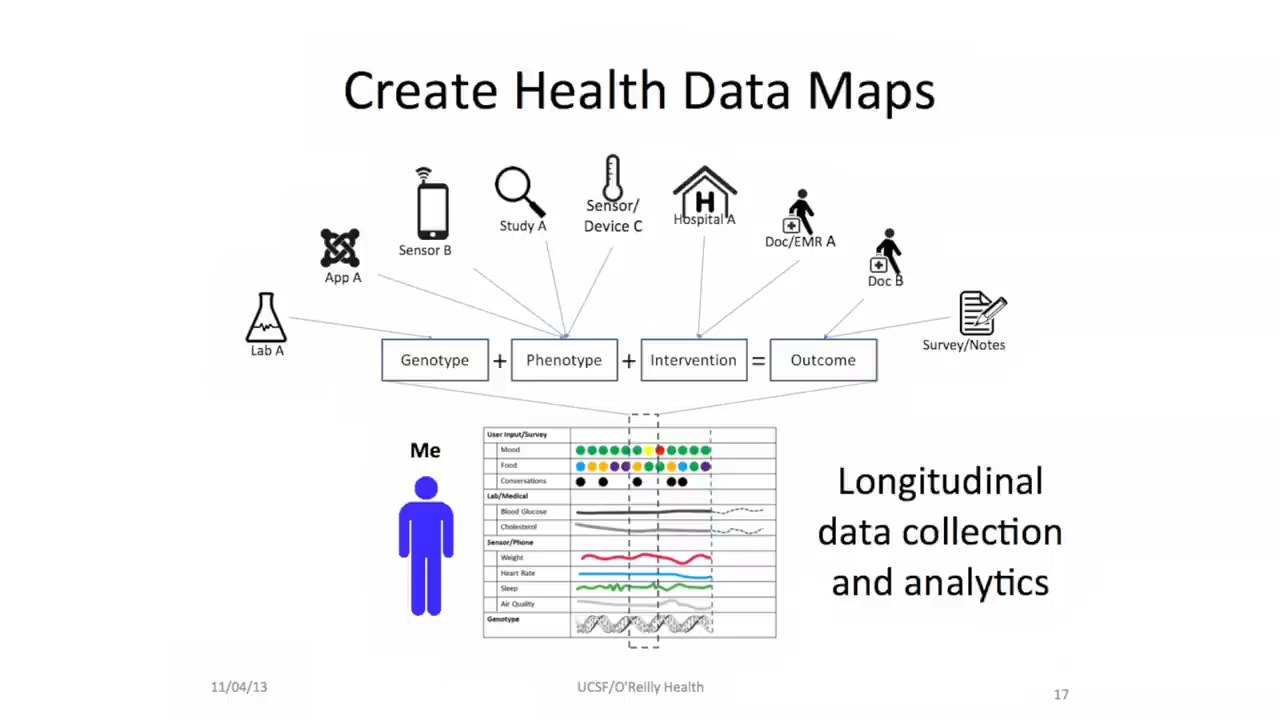 Create Health Data Maps
Sensor/
Device C
Study A
Hospital A
Doc/EMR A
Sensor B
App A
Doc B
Lab A
Survey/Notes
Genotype + Phenotype + Intervention = Outcome
H
Me
User Input/Survey
Mood
Food
Conversations
Lab/Medical
Blood Glucose
Cholesterol
Sensor/Phone
Weight
Heart Rate
Sleep
Air Quality
Genotype
Longitudinal
data collection
and analytics
11/04/13
UCSF/O'Reilly Health
17